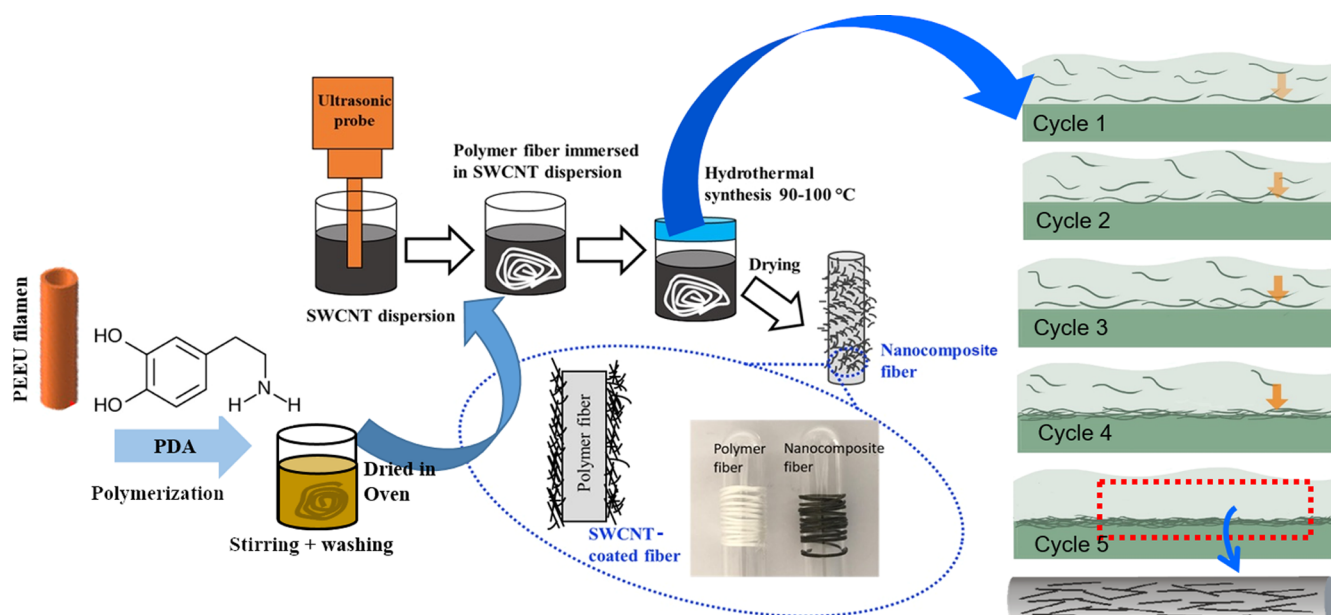 Ultrasonic
probe
Polymer fiber immersed
in SWCNT dispersion
Hydrothermal
synthesis 90-100 °C
Drying
SWCNT dispersion
Nanocomposite
fiber
PEEU filamen
HO
HO
N
H
H
PDA
Polymerization
Dried in
Oven
Stirring + washing
Polymer fiber
SWCNT-
coated fiber
Polymer
fiber
Nanocomposite
fiber
Cycle 1
Cycle 2
Cycle 3
Cycle 4
Cycle 5